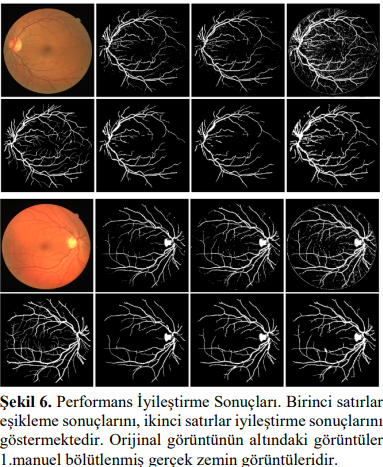 Şekil 6. Performans İyileştirme Sonuçları. Birinci satırlar
eşikleme sonuçlarını, ikinci satırlar iyileştirme sonuçlarını
göstermektedir. Orijinal görüntünün altındaki görüntüler
1.manuel bölütlenmiş gerçek zemin görüntüleridir.